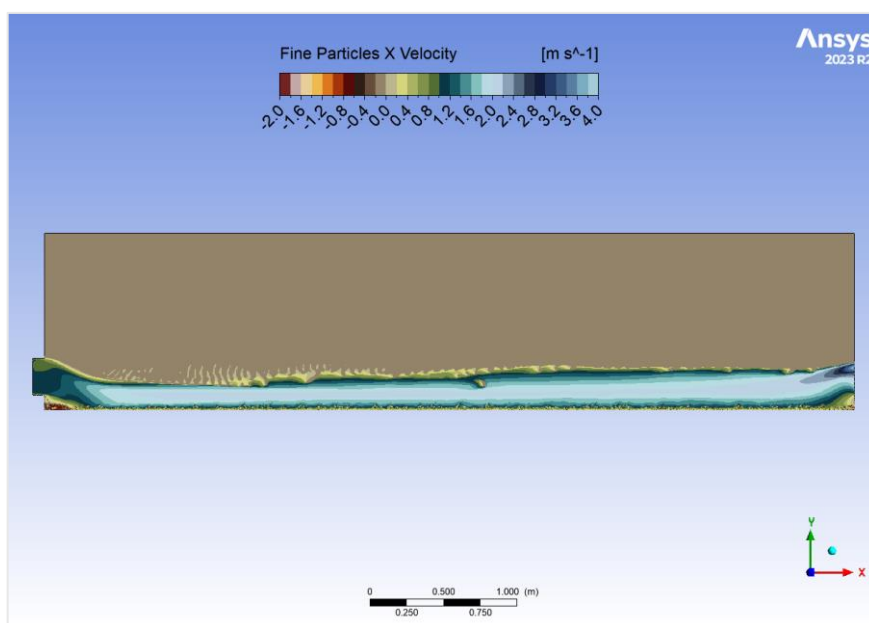 Ansys
2023 R2
Fine Particles X Velocity [m s^-1]
-2.0 -1.6 -1.2 -0.8 -0.4 0.0 0.4 0.8 1.2 1.6 2.0 2.4 2.8 3.2 3.6 4.0
Y
X
0 0.500 1.000 (m)
0.250 0.750